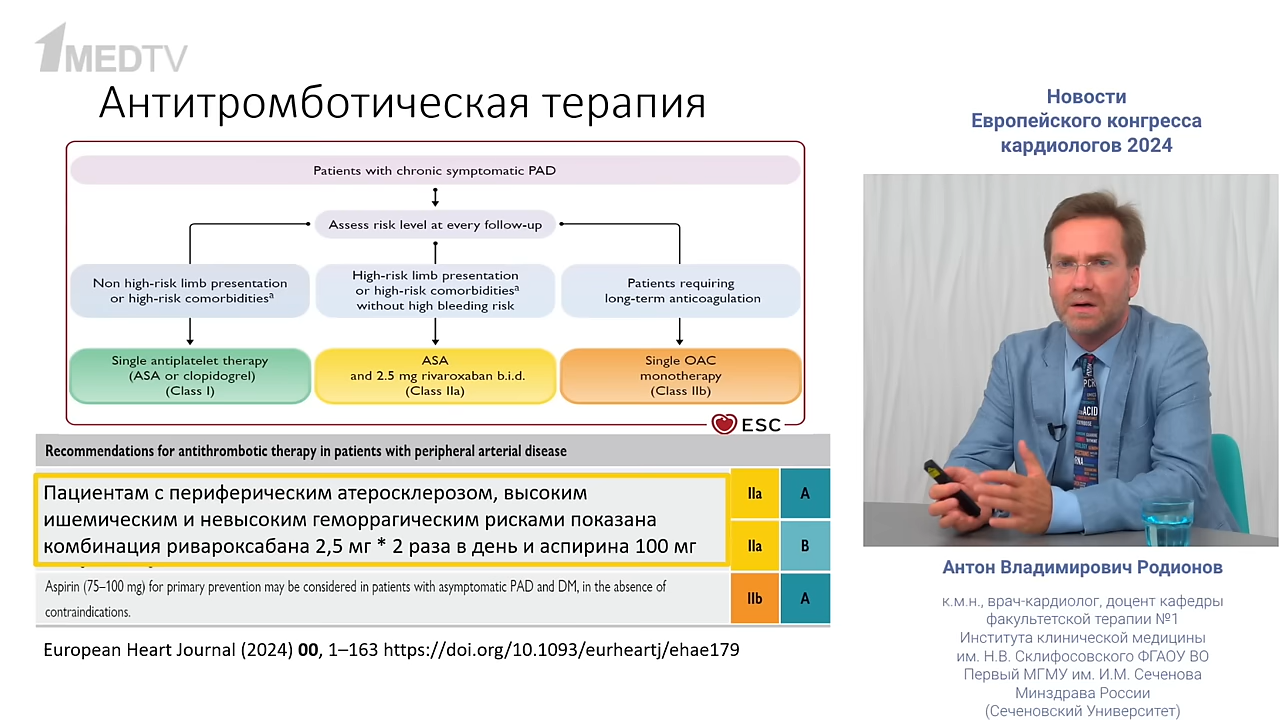 1MEDTV
Антитромботическая терапия
Patients with chronic symptomatic PAD
Assess risk level at every follow-up
Non high-risk limb presentation
or high-risk comorbiditiesᵃ
High-risk limb presentation
or high-risk comorbiditiesᵃ
without high bleeding risk
Patients requiring
long-term anticoagulation
Single antiplatelet therapy
(ASA or clopidogrel)
(Class I)
ASA
and 2.5 mg rivaroxaban b.i.d.
(Class IIa)
Single OAC
monotherapy
(Class IIb)
ESC
Recommendations for antithrombotic therapy in patients with peripheral arterial disease
Пациентам с периферическим атеросклерозом, высоким
ишемическим и невысоким геморрагическим рисками показана
комбинация ривароксабана 2,5 мг * 2 раза в день и аспирина 100 мг
IIa A
IIa B
Aspirin (75–100 mg) for primary prevention may be considered in patients with asymptomatic PAD and DM, in the absence of
contraindications.
IIb A
European Heart Journal (2024) 00, 1–163 https://doi.org/10.1093/eurheartj/ehae179
Новости
Европейского конгресса
кардиологов 2024
ACID
RNA
Антон Владимирович Родионов
к.м.н., врач-кардиолог, доцент кафедры
факультетской терапии №1
Института клинической медицины
им. Н.В. Склифосовского ФГАОУ ВО
Первый МГМУ им. И.М. Сеченова
Минздрава России
(Сеченовский Университет)